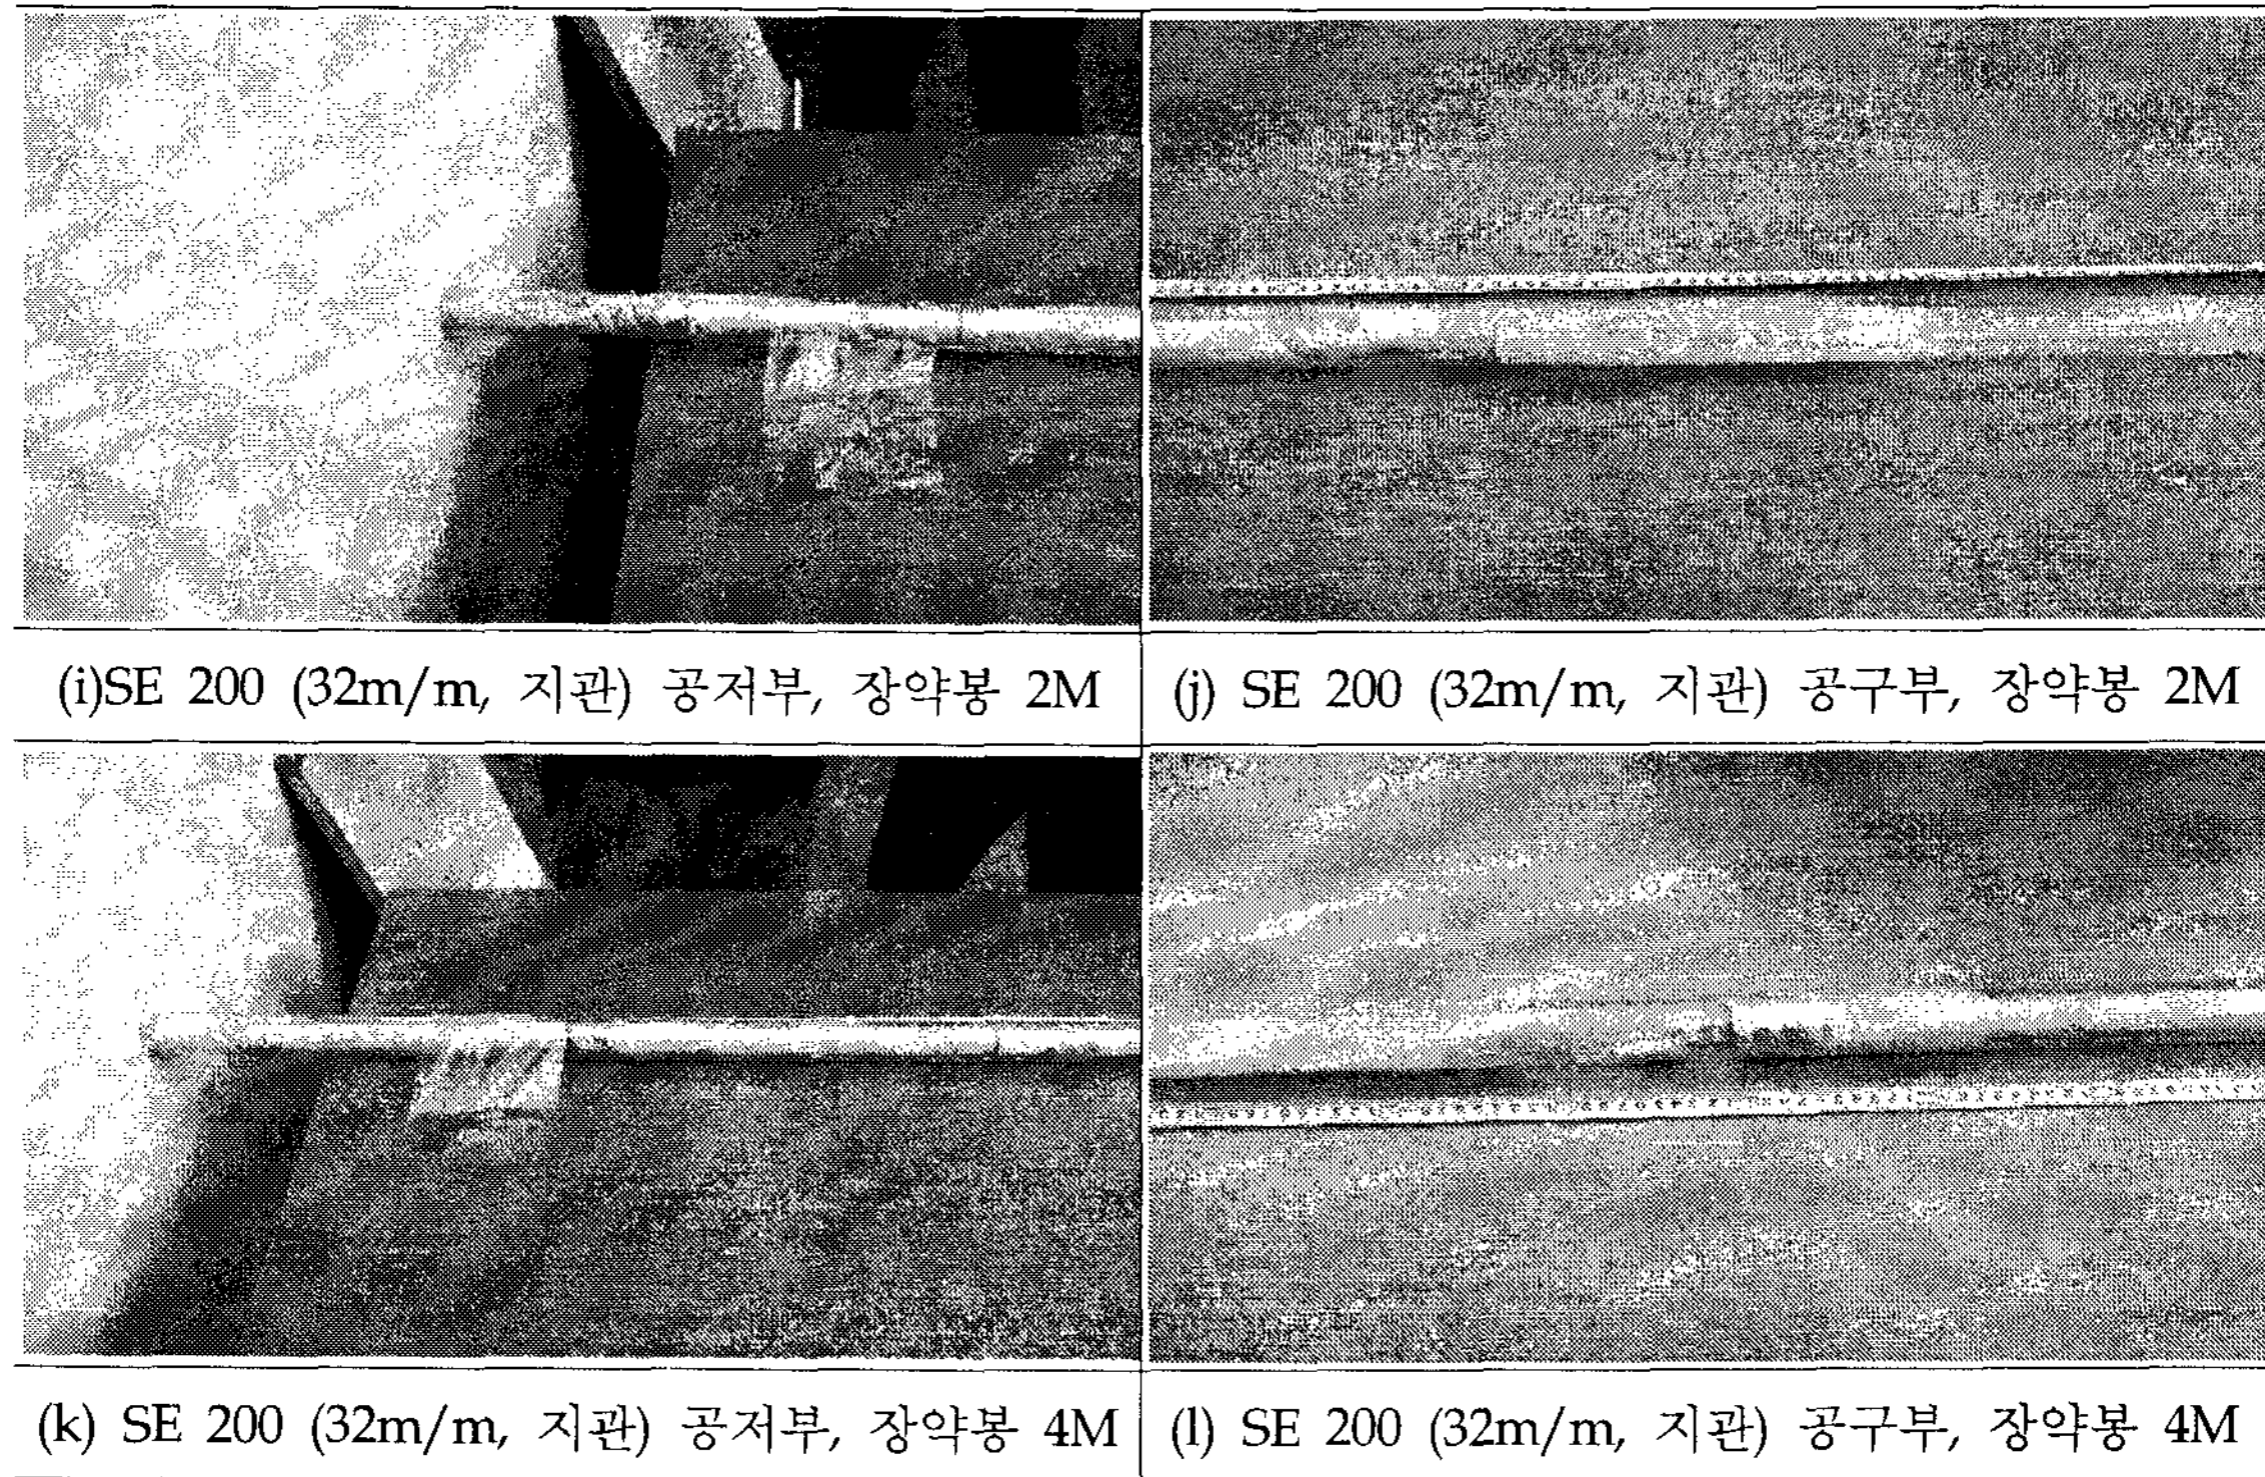 (i)SE 200 (32m/m, 지관) 공저부, 장약봉 2M
(j) SE 200 (32m/m, 지관) 공구부, 장약봉 2M
(k) SE 200 (32m/m, 지관) 공저부, 장약봉 4M
(l) SE 200 (32m/m, 지관) 공구부, 장약봉 4M